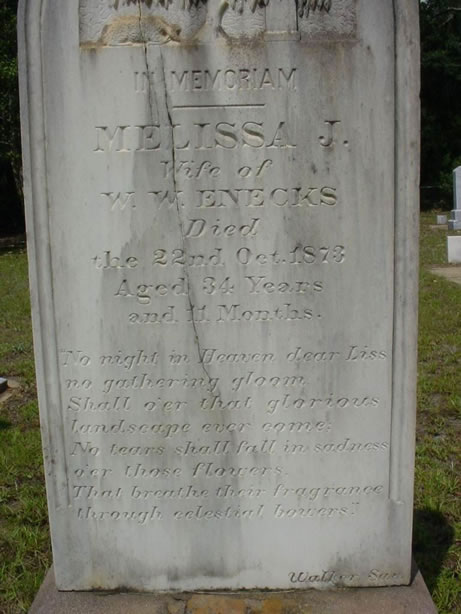 IN MEMORIAM
MELISSA J.
Wife of
W. W. ENECKS
Died
the 22nd Oct. 1873
Aged 34 Years
and 11 Months.
No night in Heaven dear Liss
no gathering gloom
Shall o'er that glorious
landscape ever come;
No tears shall fall in sadness
o'er those flowers.
That breathe their fragrance
through celestial bowers."
Walker Sav.